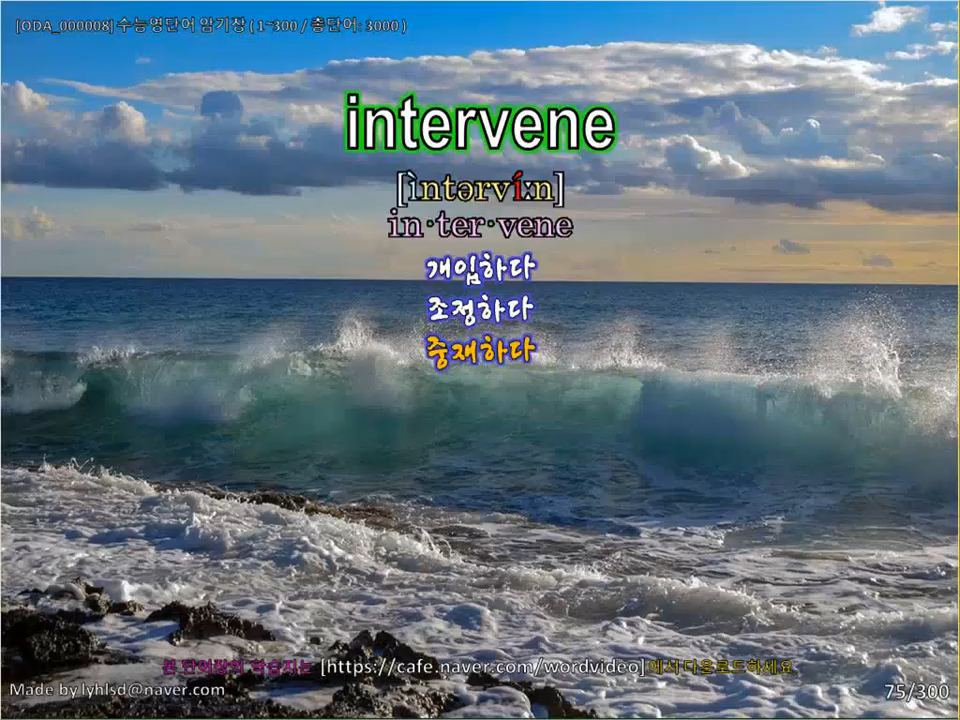 [ODA_000008] 수능영단어 암기장 ( 1~300 / 총단어: 3000 )
intervene
[ìntərvíːn]
in·ter·vene
개입하다
조정하다
중재하다
본 단어장의 학습지는 [https://cafe.naver.com/wordvideo]에서 다운로드하세요
Made by lyhlsd@naver.com
75/300